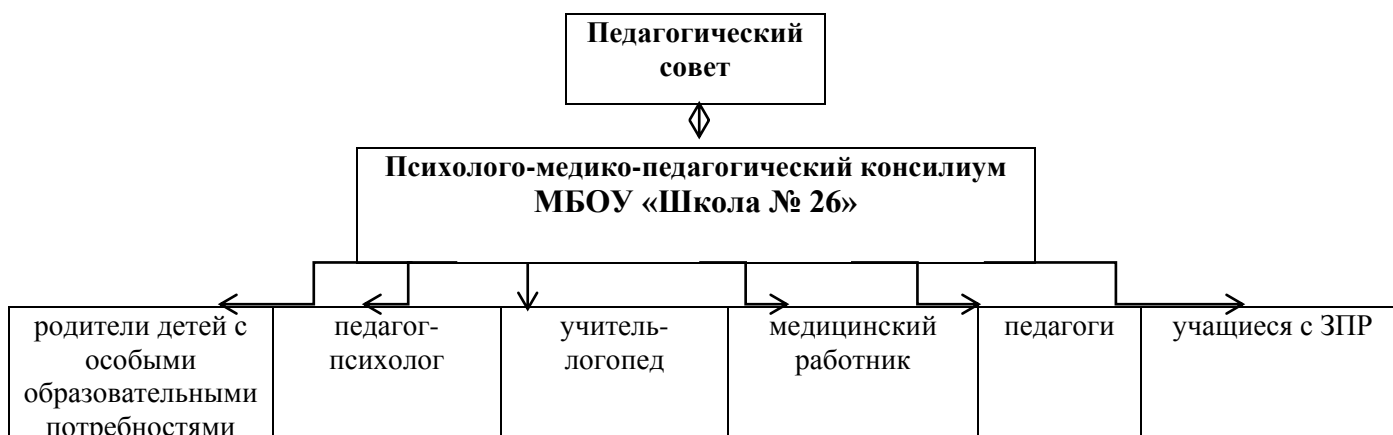 Педагогический
совет
Психолого-медико-педагогический консилиум
МБОУ «Школа № 26»
родители детей с
особыми
образовательными
потребностями
педагог-
психолог
учитель-
логопед
медицинский
работник
педагоги
учащиеся с ЗПР